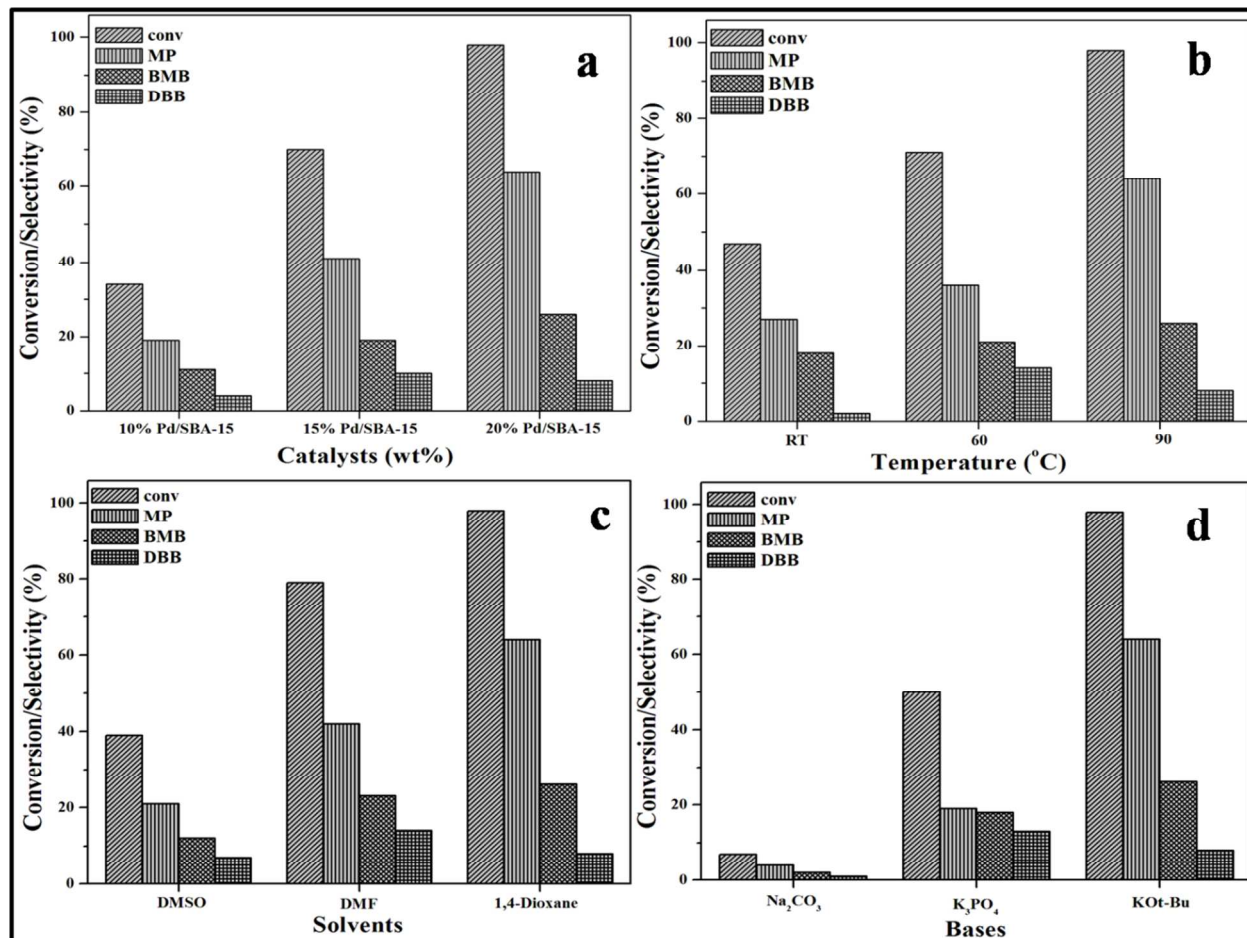 a
conv
MP
BMB
DBB
Conversion/Selectivity (%)
100
80
60
40
20
0
10% Pd/SBA-15 15% Pd/SBA-15 20% Pd/SBA-15
Catalysts (wt%)
b
conv
MP
BMB
DBB
Conversion/Selectivity (%)
100
80
60
40
20
0
RT 60 90
Temperature (°C)
c
conv
MP
BMB
DBB
Conversion/Selectivity (%)
100
80
60
40
20
0
DMSO DMF 1,4-Dioxane
Solvents
d
conv
MP
BMB
DBB
Conversion/Selectivity (%)
100
80
60
40
20
0
Na₂CO₃ K₃PO₄ KOt-Bu
Bases